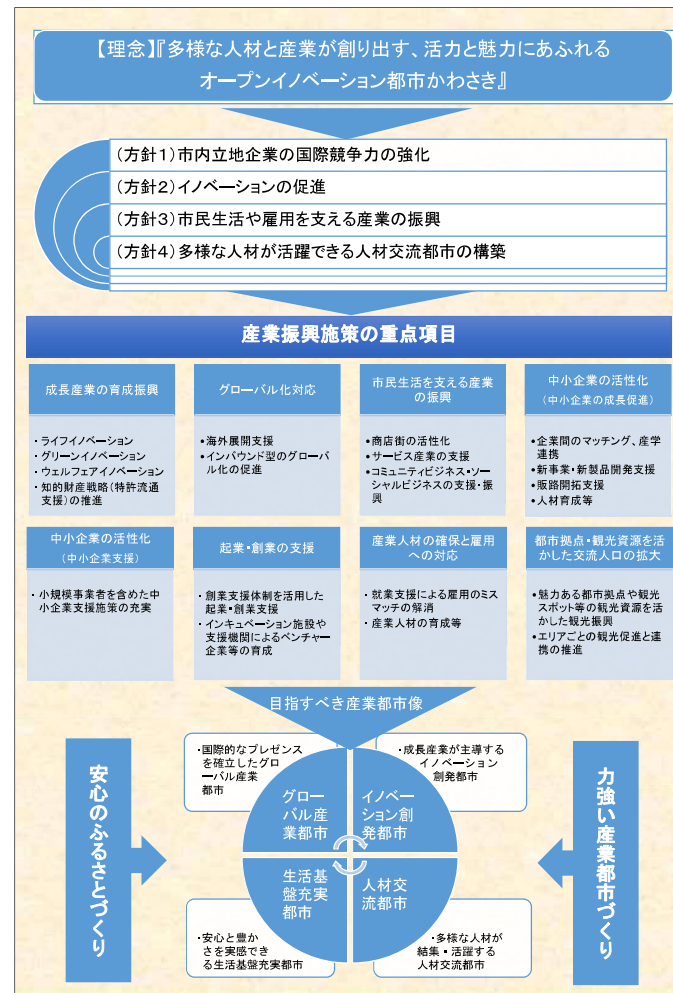 【理念】『多様な人材と産業が創り出す、活力と魅力にあふれる
オープンイノベーション都市かわさき』
(方針1)市内立地企業の国際競争力の強化
(方針2)イノベーションの促進
(方針3)市民生活や雇用を支える産業の振興
(方針4)多様な人材が活躍できる人材交流都市の構築
産業振興施策の重点項目
成長産業の育成振興
・ライフイノベーション
・グリーンイノベーション
・ウェルフェアイノベーション
・知的財産戦略(特許流通
支援)の推進
グローバル化対応
•海外展開支援
•インバウンド型のグローバ
ル化の促進
市民生活を支える産業
の振興
•商店街の活性化
•サービス産業の支援
•コミュニティビジネス・ソー
シャルビジネスの支援・振
興
中小企業の活性化
(中小企業の成長促進)
•企業間のマッチング、産学
連携
•新事業・新製品開発支援
•販路開拓支援
•人材育成等
中小企業の活性化
(中小企業支援)
・小規模事業者を含めた中
小企業支援施策の充実
起業・創業の支援
・創業支援体制を活用した
起業・創業支援
・インキュベーション施設や
支援機関によるベンチャー
企業等の育成
産業人材の確保と雇用
への対応
・就業支援による雇用のミス
マッチの解消
・産業人材の育成等
都市拠点・観光資源を活
かした交流人口の拡大
•魅力ある都市拠点や観光
スポット等の観光資源を活
かした観光振興
•エリアごとの観光促進と連
携の推進
目指すべき産業都市像
安心のふるさとづくり
・国際的なプレゼンス
を確立したグロ
ーバル産業
都市
・成長産業が主導する
イノベーション
創発都市
グロー
バル産
業都市
イノベー
ション創
発都市
生活基
盤充実
都市
人材交
流都市
・安心と豊か
さを実感でき
る生活基盤充実都市
・多様な人材が
結集・活躍する
人材交流都市
力強い産業都市づくり